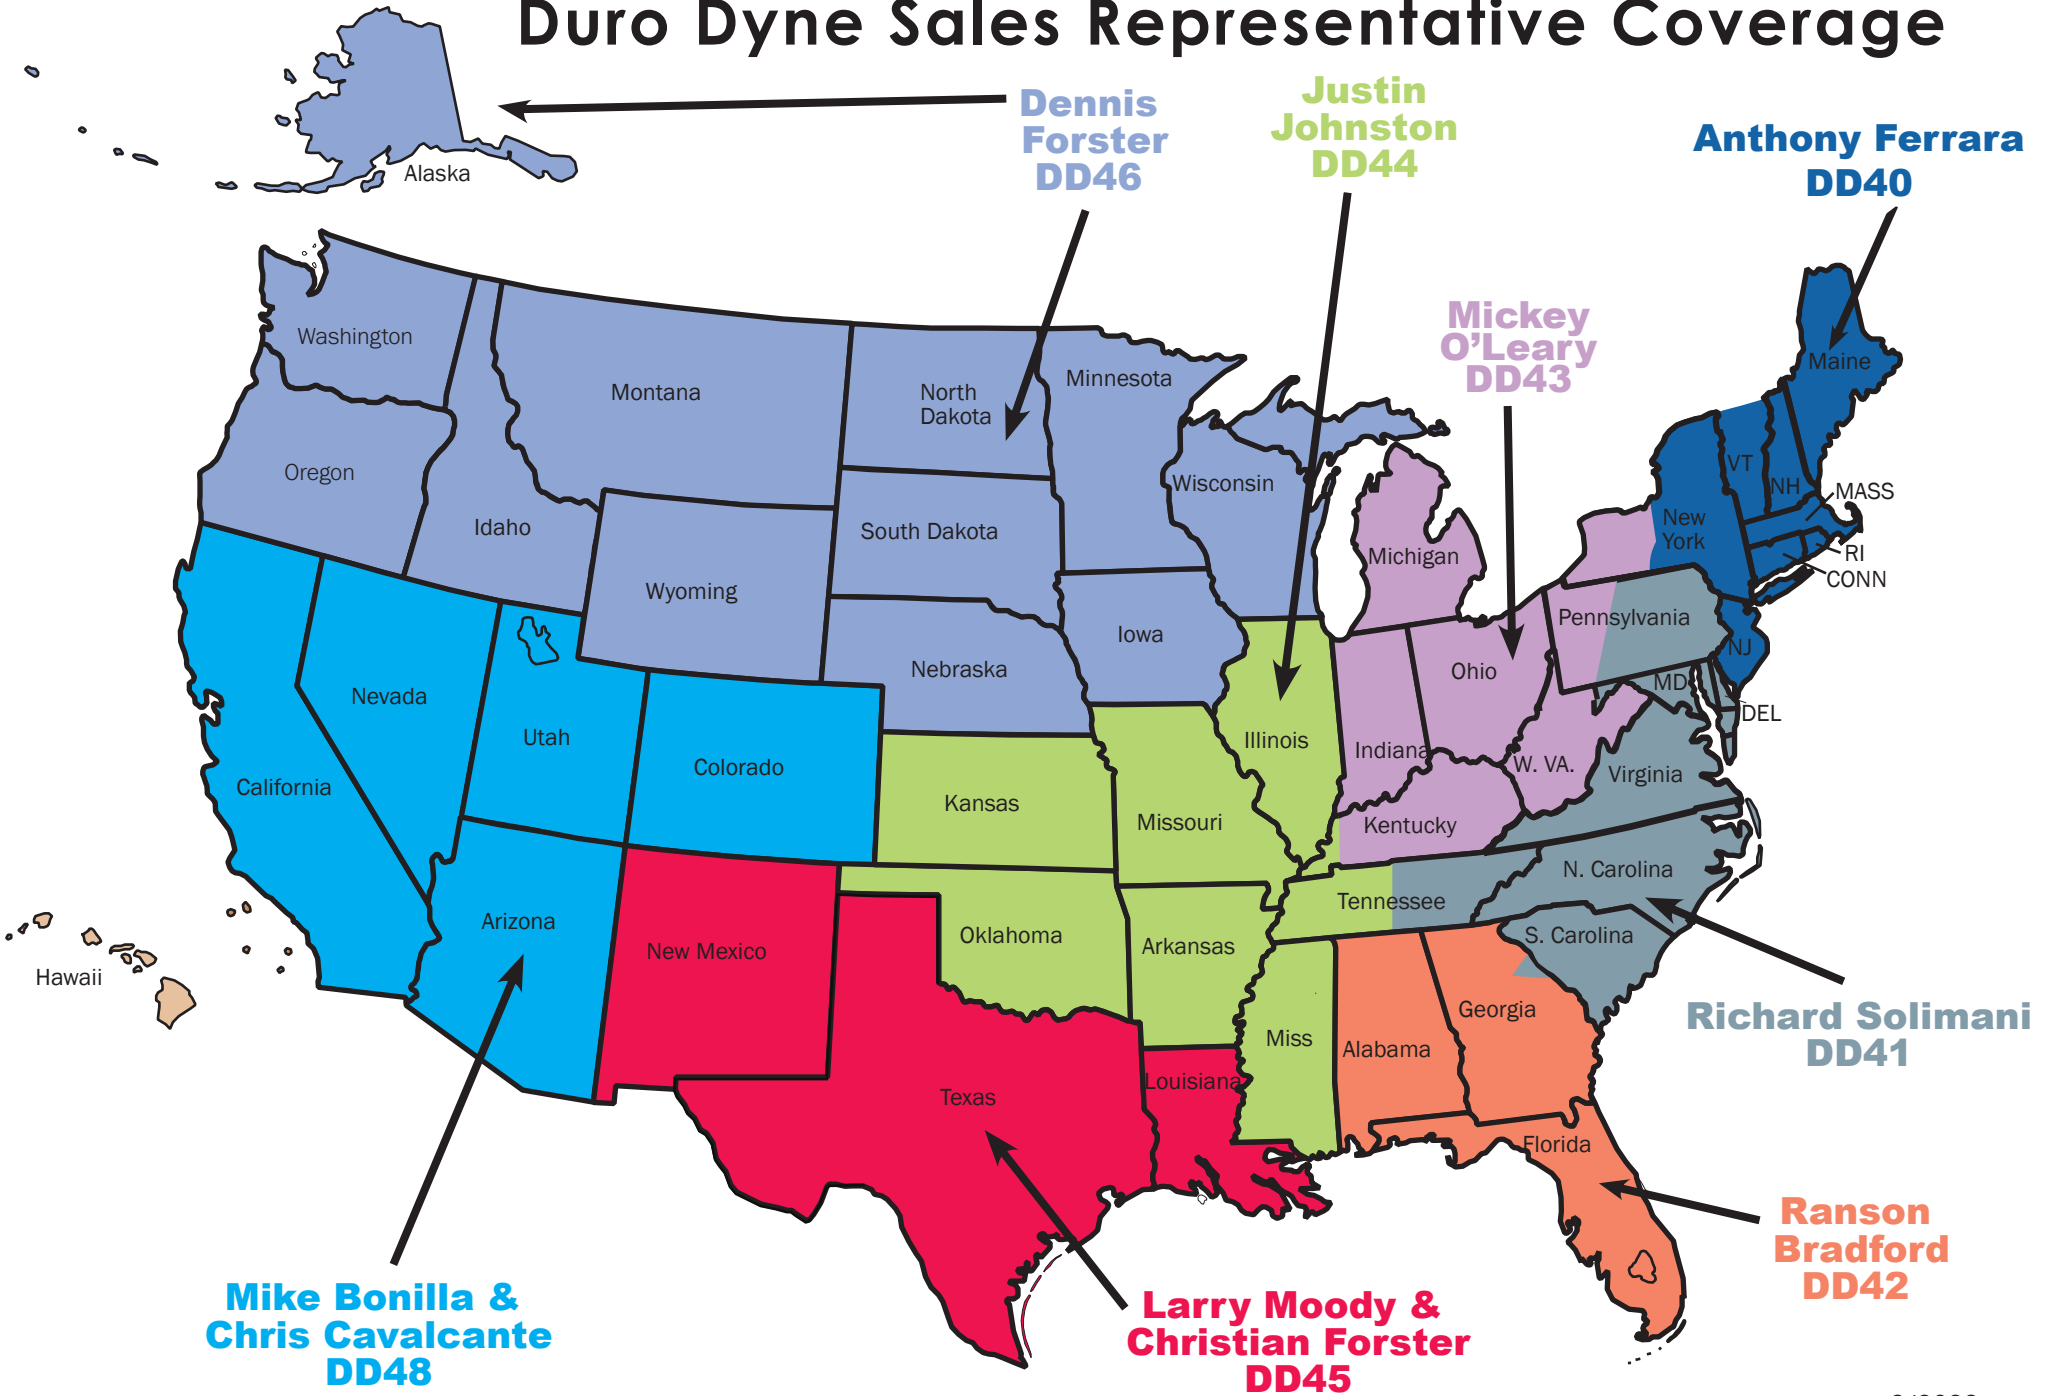 Duro Dyne Sales Representative Coverage
Dennis
Forster
DD46
Justin
Johnston
DD44
Anthony Ferrara
DD40
Mickey
O'Leary
DD43
Alaska
Washington
Oregon
Idaho
Montana
Wyoming
North
Dakota
South Dakota
Nebraska
Minnesota
Wisconsin
Iowa
Michigan
Maine
VT
NH
MASS
New
York
RI
CONN
Pennsylvania
NJ
MD
DEL
Ohio
Indiana
Illinois
W. VA.
Virginia
Kentucky
California
Nevada
Utah
Colorado
Kansas
Missouri
Tennessee
N. Carolina
S. Carolina
Arizona
New Mexico
Oklahoma
Arkansas
Texas
Louisiana
Miss
Alabama
Georgia
Florida
Hawaii
Richard Solimani
DD41
Ranson
Bradford
DD42
Mike Bonilla &
Chris Cavalcante
DD48
Larry Moody &
Christian Forster
DD45